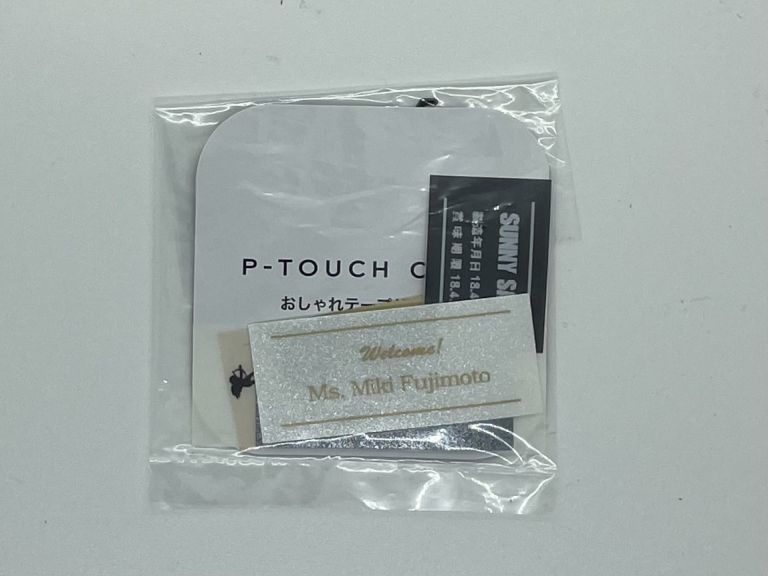 P-TOUCH C
おしゃれテープ
SUNNY
製造年月日 18.4.
賞味期限 18.4.
Welcome!
Ms. Miki Fujimoto